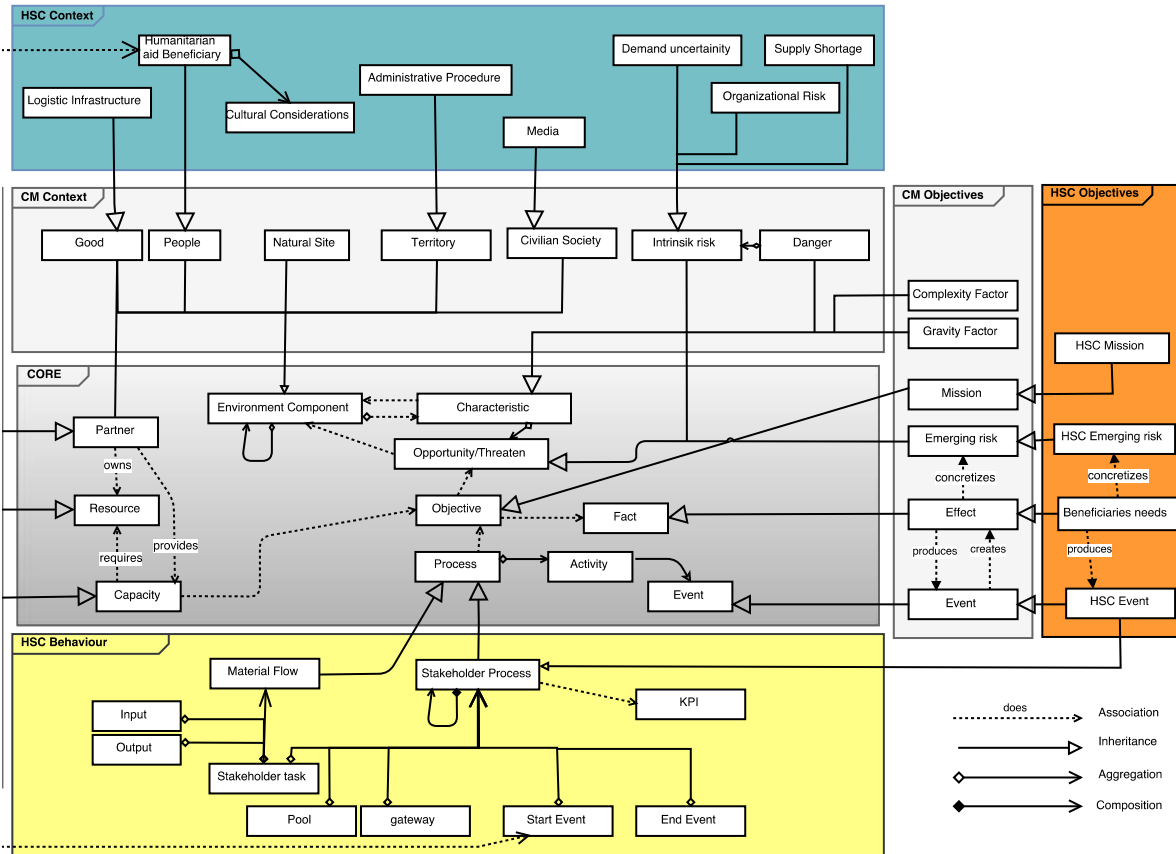 HSC Context
Humanitarian
aid Beneficiary
Demand uncertainity
Supply Shortage
Administrative Procedure
Logistic Infrastructure
Organizational Risk
Cultural Considerations
Media
CM Context
CM Objectives
HSC Objectives
Good
People
Natural Site
Territory
Civilian Society
Intrinsik risk
Danger
Complexity Factor
Gravity Factor
HSC Mission
CORE
Mission
Environment Component
Characteristic
Partner
Opportunity/Threaten
Emerging risk
HSC Emerging risk
owns
concretizes
concretizes
Resource
Objective
Fact
Effect
Beneficiaries needs
requires
provides
produces
creates
produces
Process
Activity
Capacity
Event
Event
HSC Event
HSC Behaviour
Material Flow
Stakeholder Process
KPI
Input
Output
Stakeholder task
Pool
gateway
Start Event
End Event
does
Association
Inheritance
Aggregation
Composition